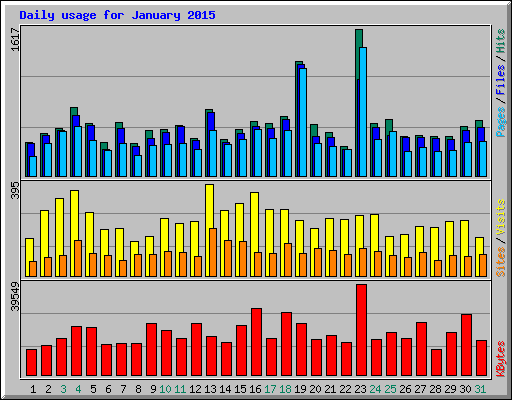 Daily usage for January 2015
1617
Pages / Files / Hits
395
Sites / Visits
39549
KBytes
1 2 3 4 5 6 7 8 9 10 11 12 13 14 15 16 17 18 19 20 21 22 23 24 25 26 27 28 29 30 31